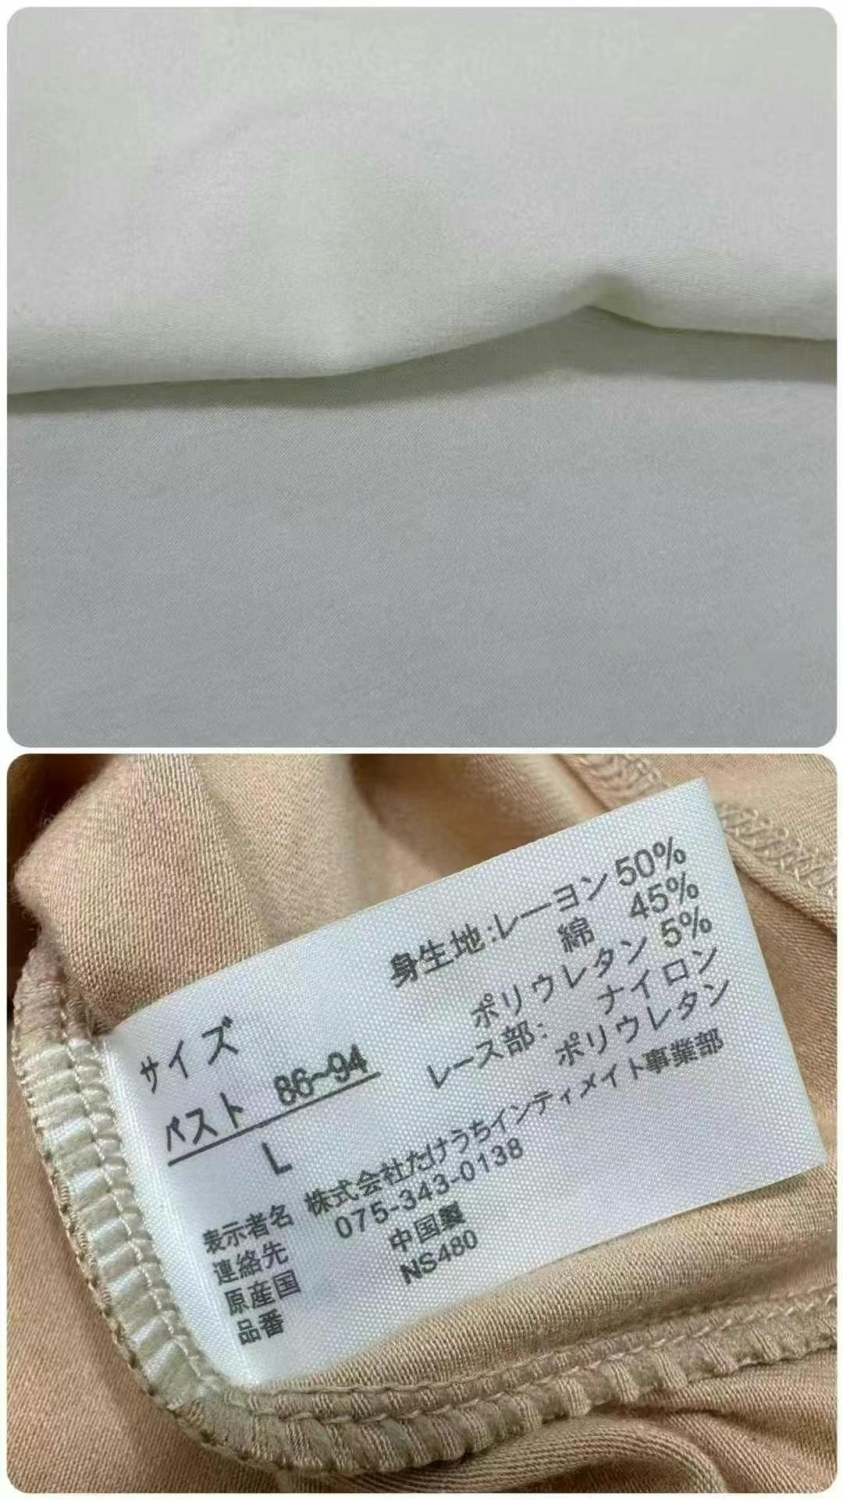 サイズ
バスト 86~94
L
身生地:レーヨン 50%
綿 45%
ポリウレタン 5%
レース部: ナイロン
ポリウレタン
表示者名 株式会社たけうちインティメイト事業部
連絡先 075-343-0138
原産国 中国製
品番 NS480